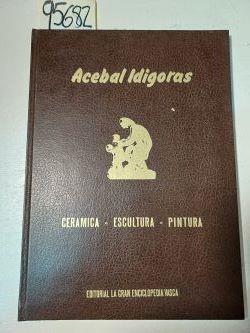 95682
Acebal Idigoras
CERAMICA - ESCULTURA - PINTURA
EDITORIAL LA GRAN ENCICLOPEDIA VASCA